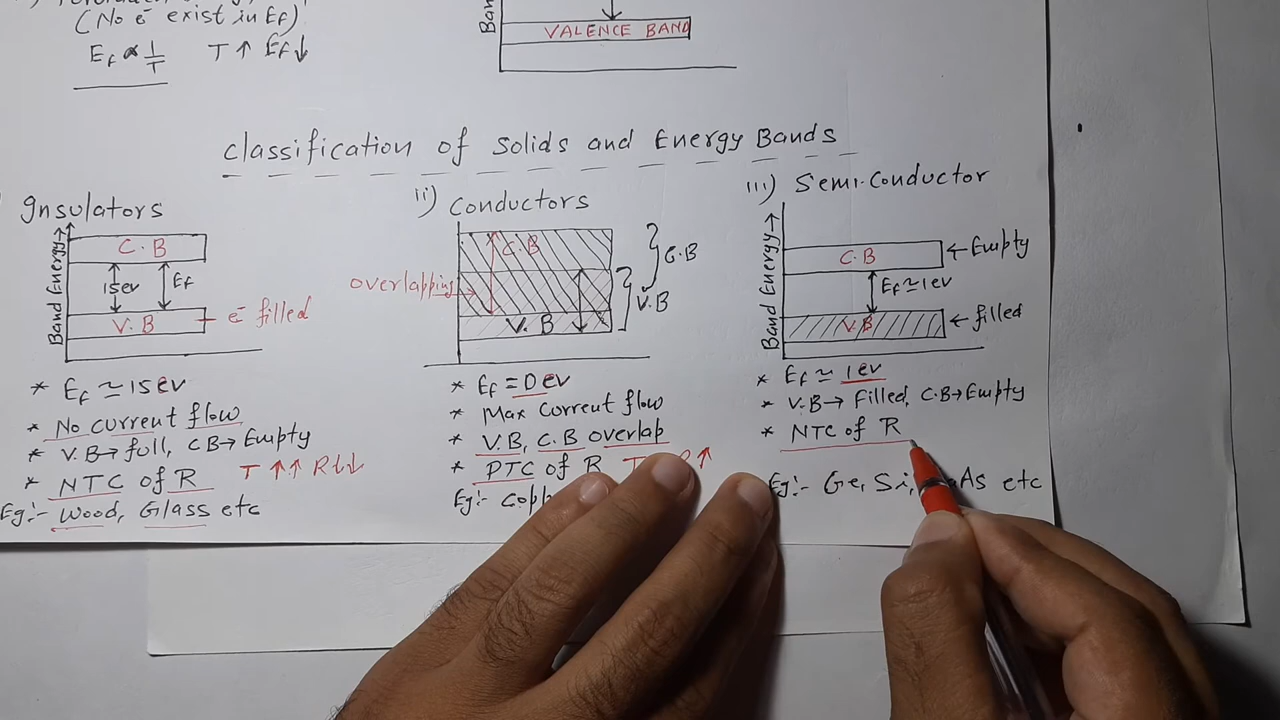 (No e⁻ exist in Ef)
Ef ∝ 1/T T ↑ Ef ↓
Band
VALENCE BAND
Classification of Solids and Energy Bands
Insulators
Band Energy →
C.B
15ev
Ef
V.B
e⁻ filled
* Ef ≃ 15ev
* No current flow
* V.B → full, CB → Empty
* NTC of R T ↑↑ R↓↓
Eg:- Wood, Glass etc
ii) Conductors
C.B
overlapping
V.B
C.B
V.B
* Ef = 0ev
* Max current flow
* V.B, C.B overlap
* PTC of R ↑
Eg:-
iii) Semi-Conductor
Band Energy →
C.B
← Empty
Ef ≃ 1ev
V.B
← filled
* Ef ≃ 1ev
* V.B → Filled, C.B → Empty
* NTC of R
Eg:- Ge, Si, As etc